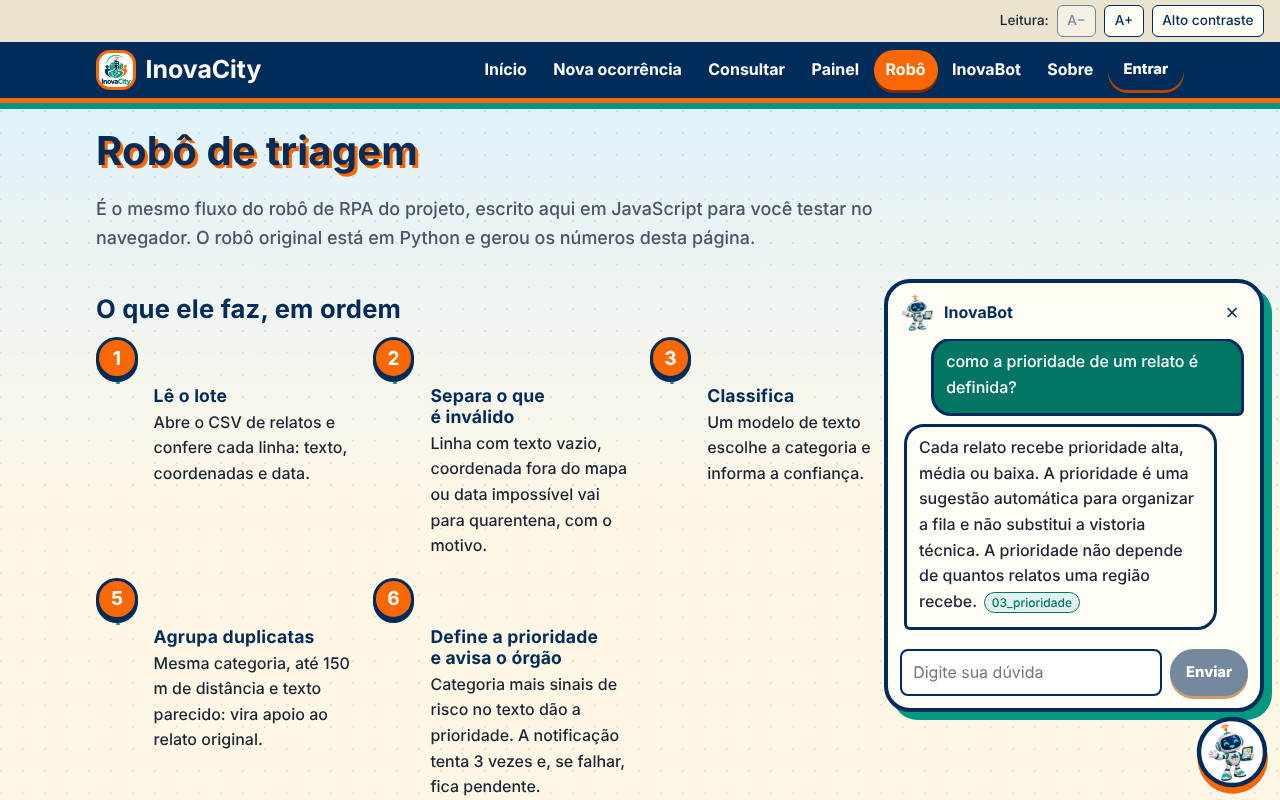 Leitura:
A−
A+
Alto contraste
InovaCity
InovaCity
Início
Nova ocorrência
Consultar
Painel
Robô
InovaBot
Sobre
Entrar
Robô de triagem
É o mesmo fluxo do robô de RPA do projeto, escrito aqui em JavaScript para você testar no
navegador. O robô original está em Python e gerou os números desta página.
O que ele faz, em ordem
1
Lê o lote
Abre o CSV de relatos e
confere cada linha: texto,
coordenadas e data.
2
Separa o que
é inválido
Linha com texto vazio,
coordenada fora do mapa
ou data impossível vai
para quarentena, com o
motivo.
3
Classifica
Um modelo de texto
escolhe a categoria e
informa a confiança.
5
Agrupa duplicatas
Mesma categoria, até 150
m de distância e texto
parecido: vira apoio ao
relato original.
6
Define a prioridade
e avisa o órgão
Categoria mais sinais de
risco no texto dão a
prioridade. A notificação
tenta 3 vezes e, se falhar,
fica pendente.
InovaBot
×
como a prioridade de um relato é
definida?
Cada relato recebe prioridade alta,
média ou baixa. A prioridade é uma
sugestão automática para organizar
a fila e não substitui a vistoria
técnica. A prioridade não depende
de quantos relatos uma região
recebe. 03_prioridade
Digite sua dúvida
Enviar